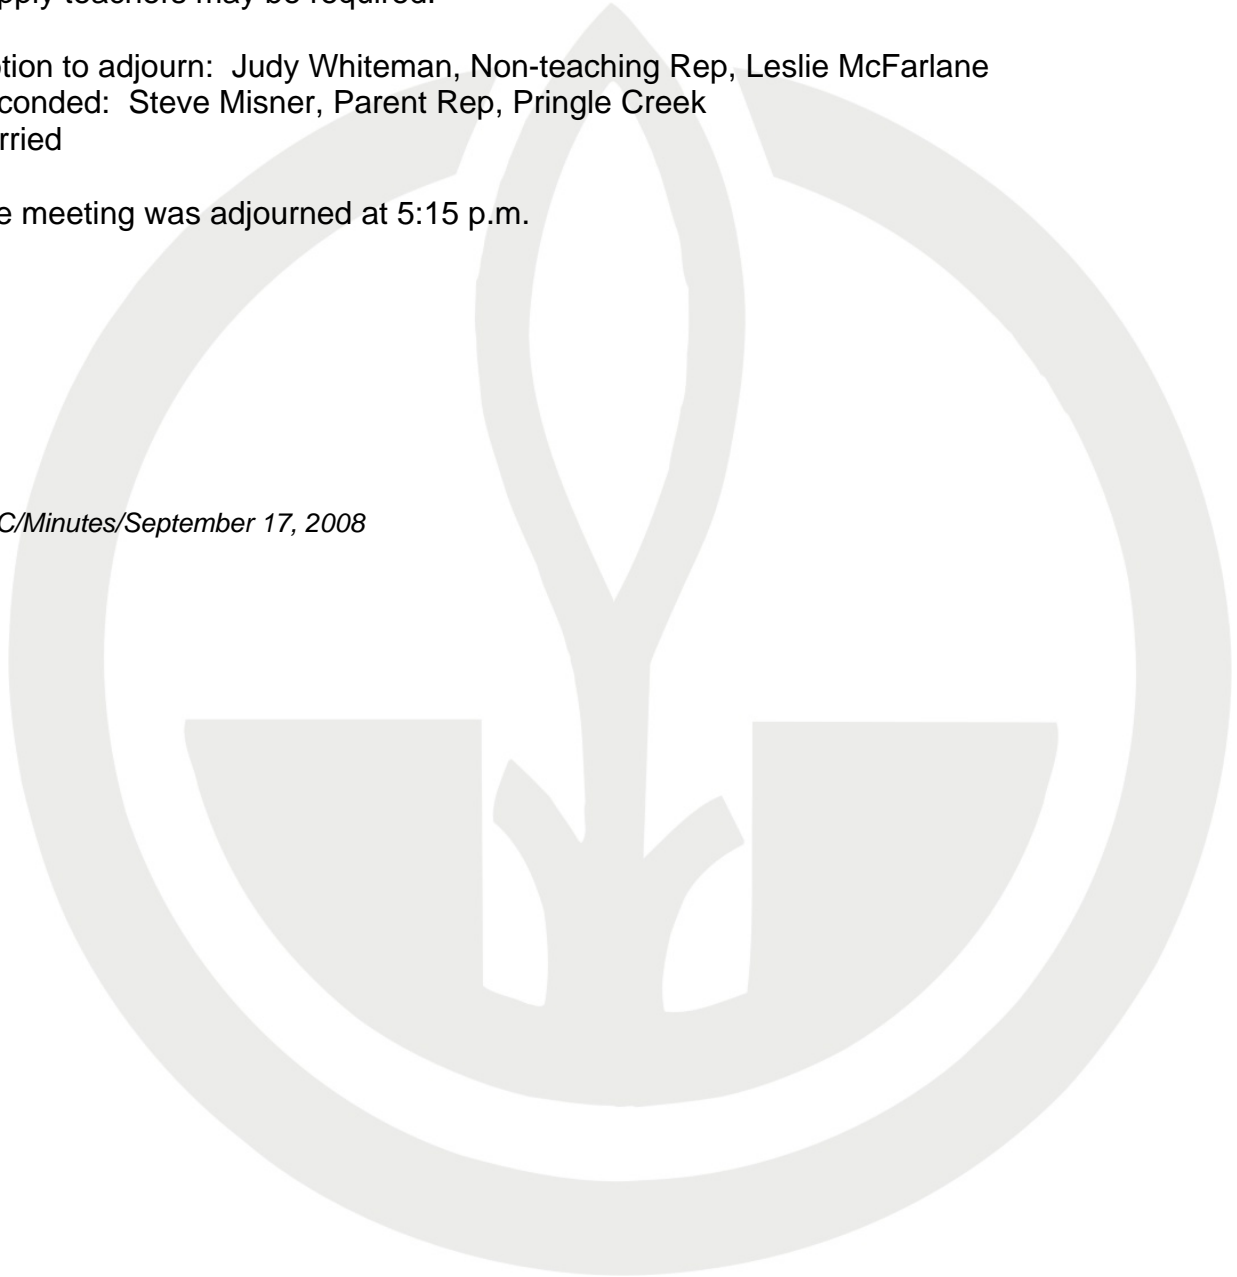 pply teachers may be required.
tion to adjourn: Judy Whiteman, Non-teaching Rep, Leslie McFarlane
conded: Steve Misner, Parent Rep, Pringle Creek
rried
e meeting was adjourned at 5:15 p.m.
C/Minutes/September 17, 2008